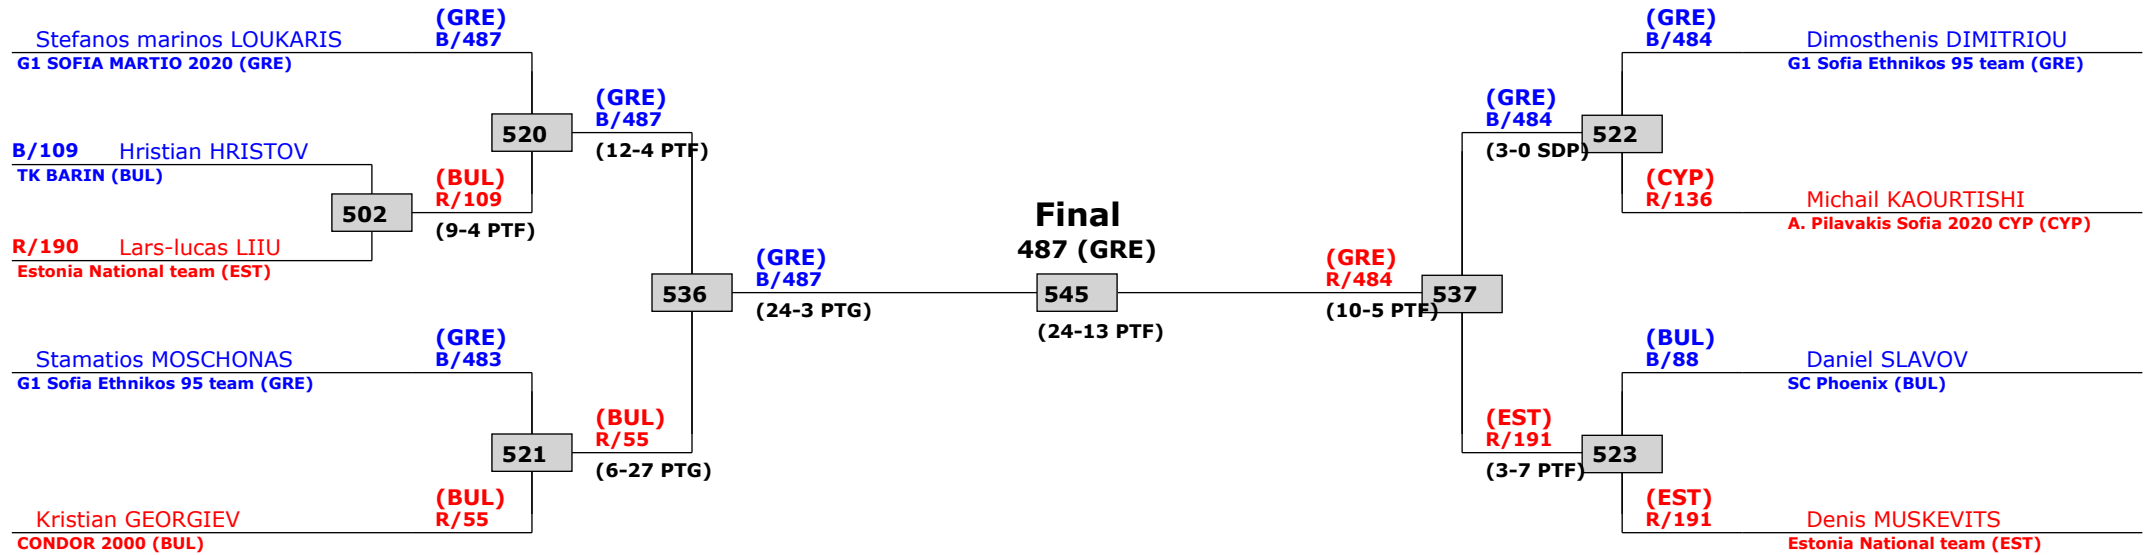 (GRE)
Stefanos marinos LOUKARIS B/487
G1 SOFIA MARTIO 2020 (GRE)
520
(GRE)
B/487
(12-4 PTF)
B/109 Hristian HRISTOV
TK BARIN (BUL)
502
(BUL)
R/109
(9-4 PTF)
R/190 Lars-lucas LIIU
Estonia National team (EST)
536
(GRE)
B/487
(24-3 PTG)
(GRE)
Stamatios MOSCHONAS B/483
G1 Sofia Ethnikos 95 team (GRE)
521
(BUL)
R/55
(6-27 PTG)
(BUL)
Kristian GEORGIEV R/55
CONDOR 2000 (BUL)
Final
487 (GRE)
545
(24-13 PTF)
(GRE)
B/484 Dimosthenis DIMITRIOU
G1 Sofia Ethnikos 95 team (GRE)
(GRE)
B/484
(3-0 SDP)
522
(CYP)
R/136 Michail KAOURTISHI
A. Pilavakis Sofia 2020 CYP (CYP)
(GRE)
R/484
(10-5 PTF)
537
(BUL)
B/88 Daniel SLAVOV
SC Phoenix (BUL)
(EST)
R/191
(3-7 PTF)
523
(EST)
R/191 Denis MUSKEVITS
Estonia National team (EST)